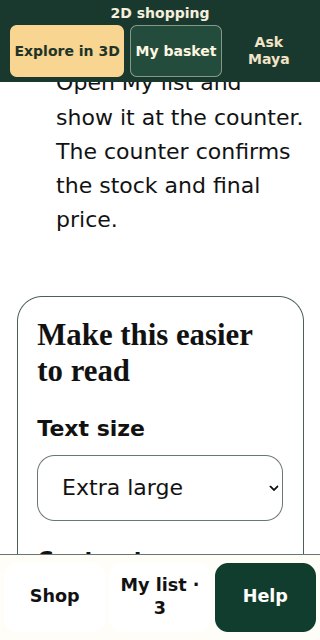 2D shopping
Explore in 3D
My basket
Ask
Maya
Open My list and
show it at the counter.
The counter confirms
the stock and final
price.
Make this easier
to read
Text size
Extra large
Shop
My list ·
3
Help